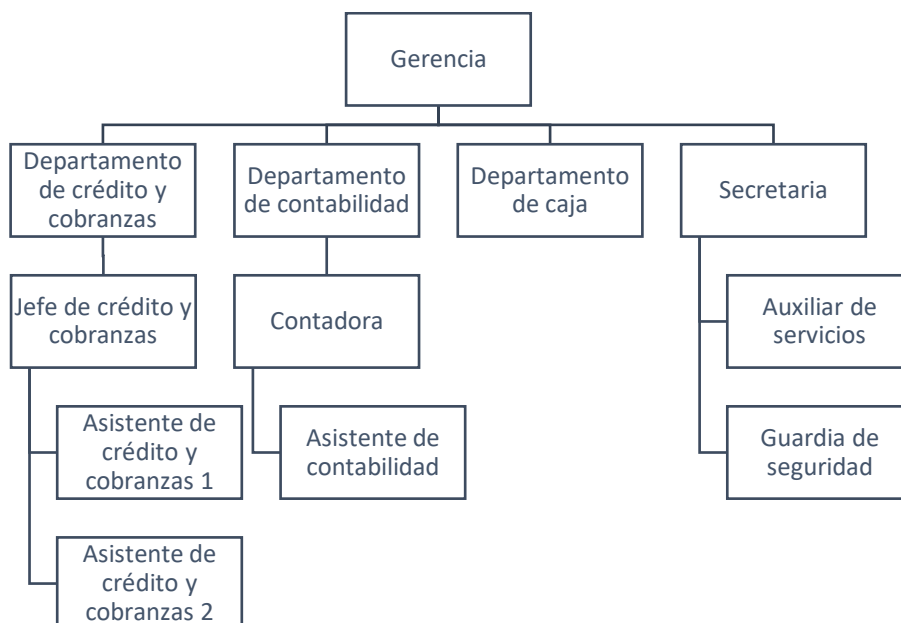 Gerencia
Departamento
de crédito y
cobranzas
Departamento
de contabilidad
Departamento
de caja
Secretaria
Jefe de crédito y
cobranzas
Contadora
Auxiliar de
servicios
Asistente de
crédito y
cobranzas 1
Asistente de
contabilidad
Guardia de
seguridad
Asistente de
crédito y
cobranzas 2